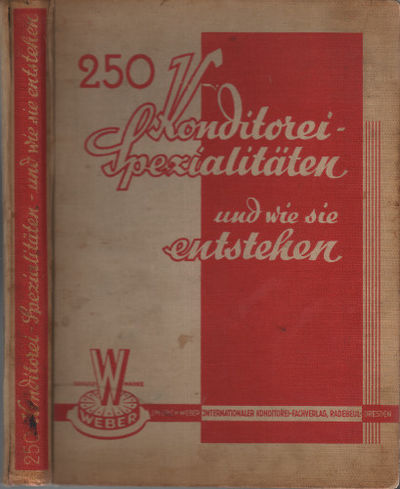 250 Konditorei-
Spezialitäten
und wie sie
entstehen
W
WEBER
INTERNATIONALER KONDITOREI-FACHVERLAG, RADEBEUL-DRESDEN
250 Konditorei-Spezialitäten - und wie sie entstehen